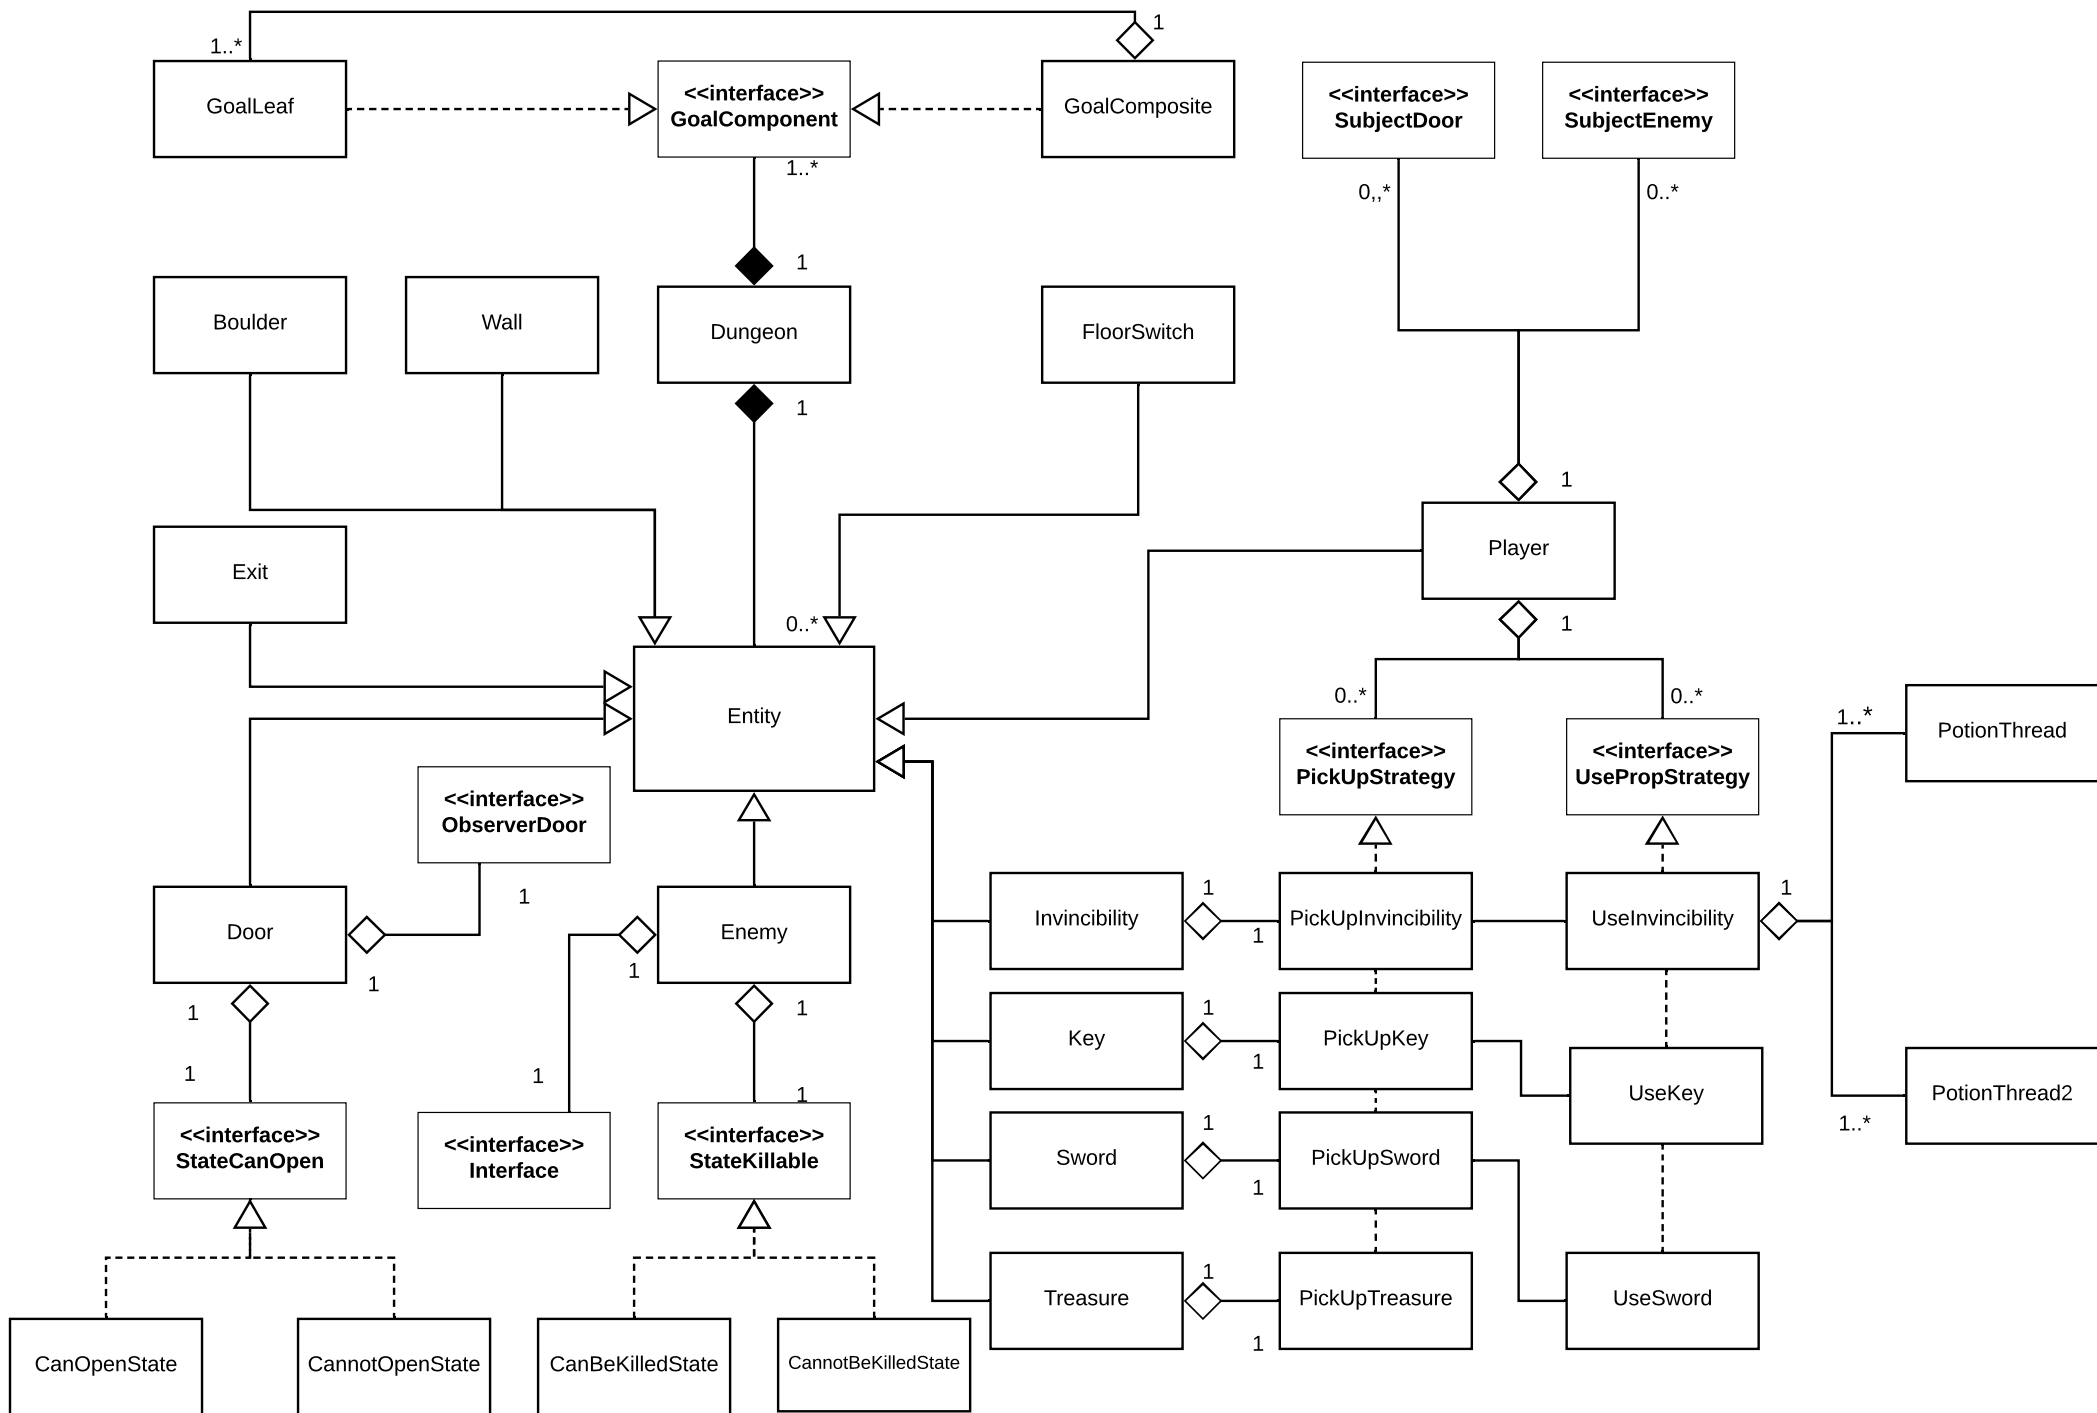 1
1..*
GoalLeaf
<<interface>>
GoalComponent
GoalComposite
<<interface>>
SubjectDoor
<<interface>>
SubjectEnemy
1..*
0,,*
0..*
1
Boulder
Wall
Dungeon
FloorSwitch
1
1
Player
Exit
0..*
1
Entity
0..*
0..*
1..*
PotionThread
<<interface>>
PickUpStrategy
<<interface>>
UsePropStrategy
<<interface>>
ObserverDoor
1
Door
1
Enemy
1
Invincibility
1
1
PickUpInvincibility
UseInvincibility
1
1
1
1
1
1
1
Key
1
1
PickUpKey
UseKey
PotionThread2
1..*
<<interface>>
StateCanOpen
<<interface>>
Interface
<<interface>>
StateKillable
Sword
1
1
PickUpSword
Treasure
1
1
PickUpTreasure
UseSword
CanOpenState
CannotOpenState
CanBeKilledState
CannotBeKilledState